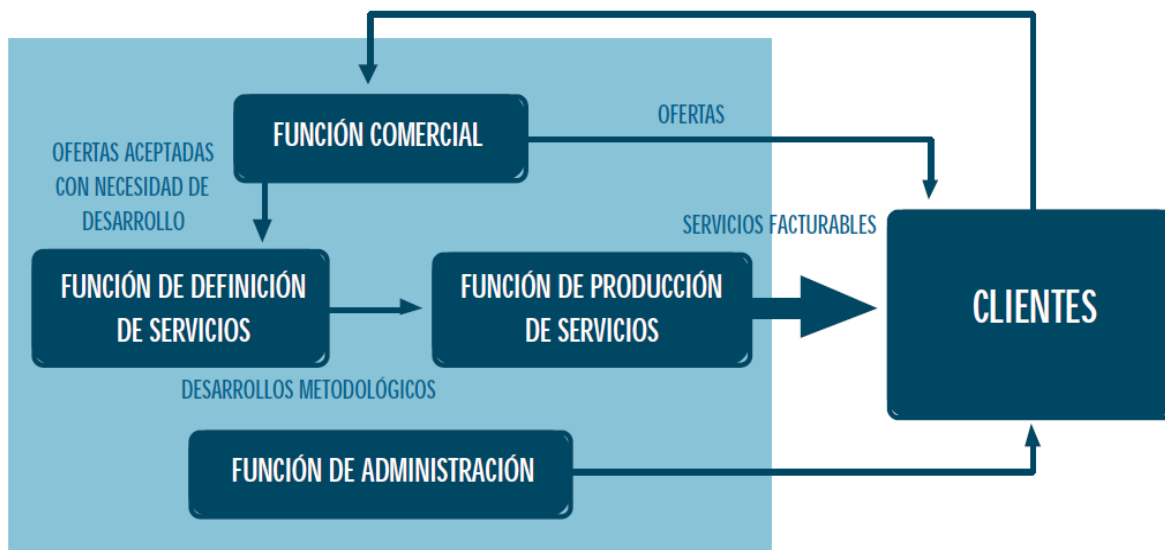 FUNCIÓN COMERCIAL
OFERTAS
OFERTAS ACEPTADAS
CON NECESIDAD DE
DESARROLLO
SERVICIOS FACTURABLES
FUNCIÓN DE DEFINICIÓN
DE SERVICIOS
FUNCIÓN DE PRODUCCIÓN
DE SERVICIOS
CLIENTES
DESARROLLOS METODOLÓGICOS
FUNCIÓN DE ADMINISTRACIÓN